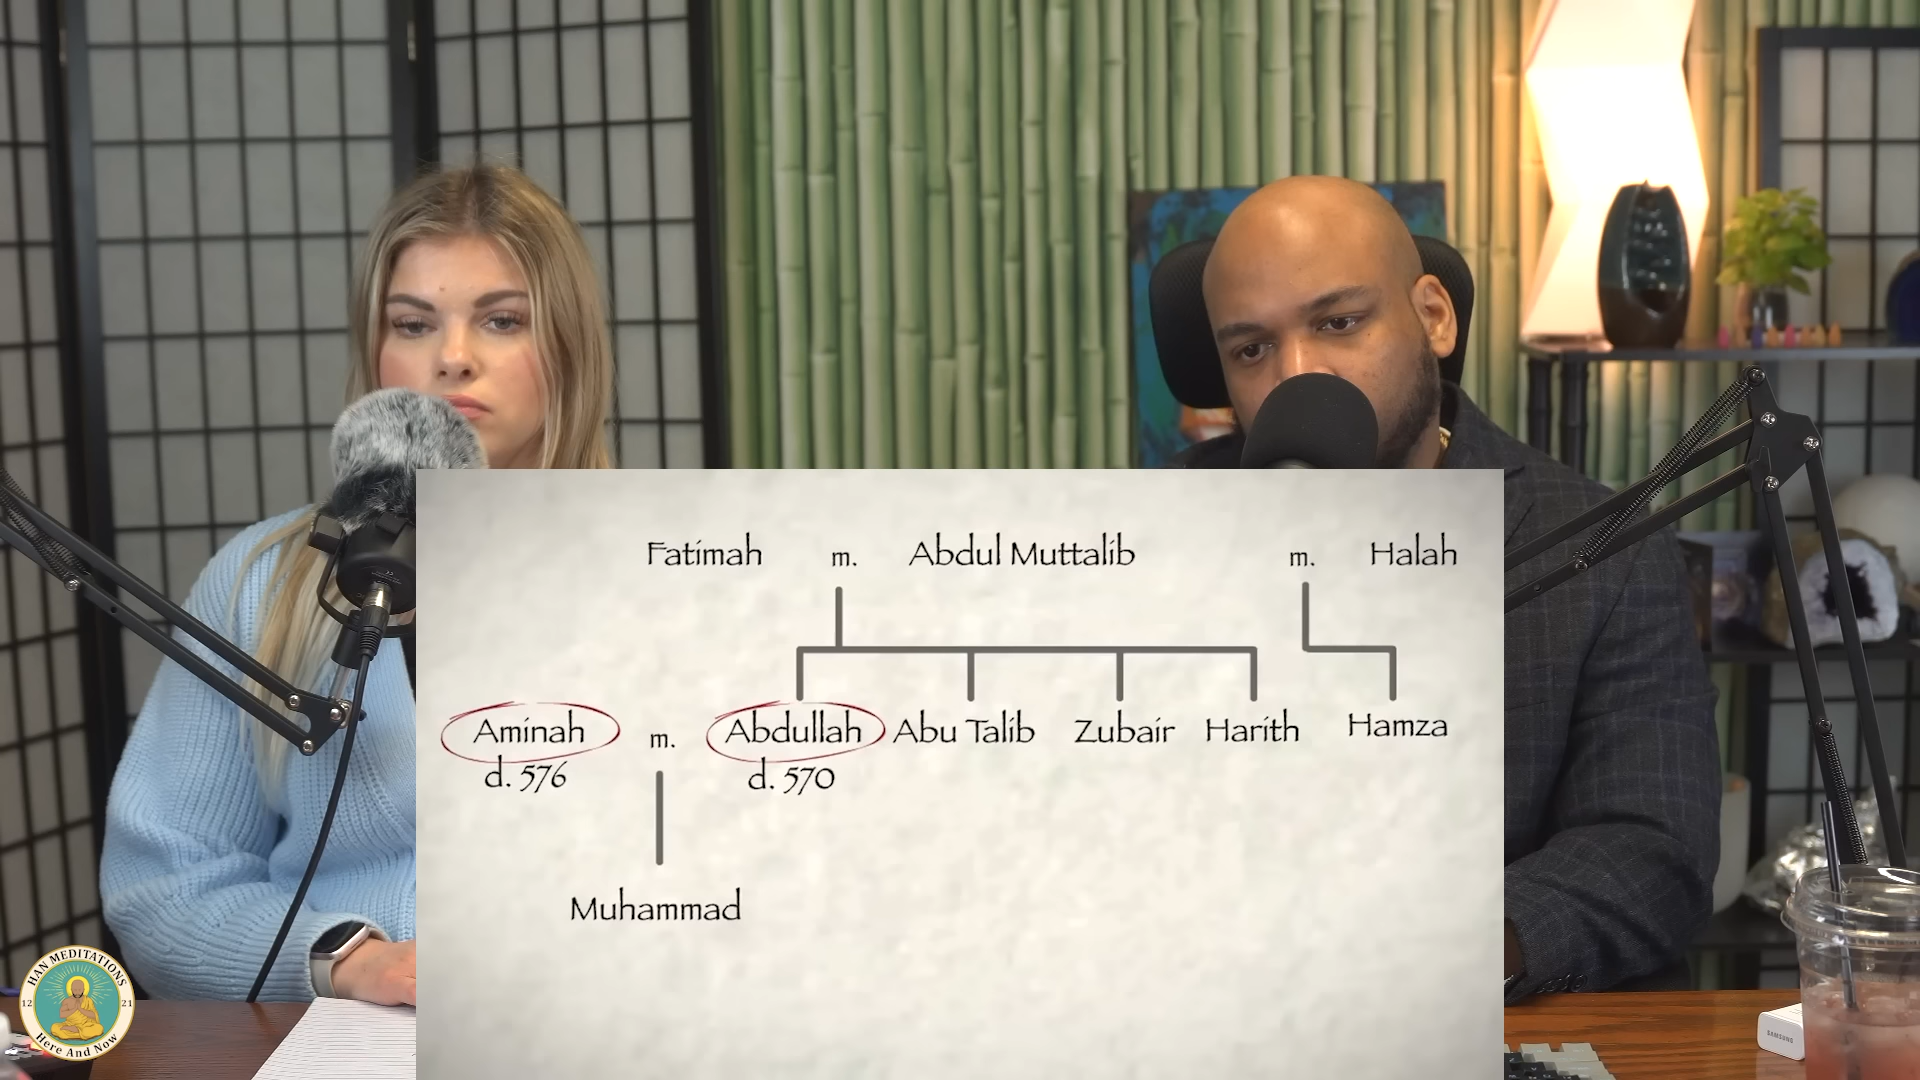 Fatimah m. Abdul Muttalib m. Halah
Aminah m. Abdullah Abu Talib Zubair Harith Hamza
d. 576 d. 570
Muhammad
HAN MEDITATIONS
12 21
Here And Now
SAMSUNG